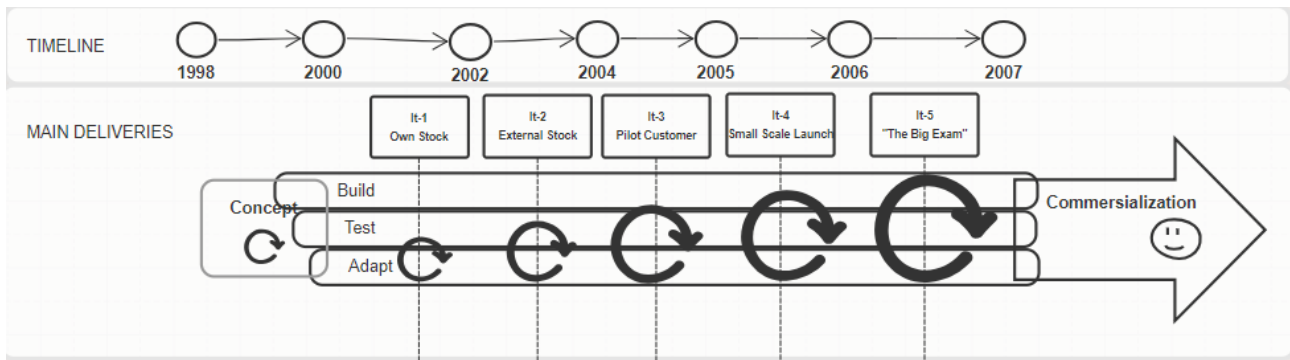 TIMELINE
1998 2000 2002 2004 2005 2006 2007
MAIN DELIVERIES
It-1
Own Stock
It-2
External Stock
It-3
Pilot Customer
It-4
Small Scale Launch
It-5
"The Big Exam"
Concept
Build
Test
Adapt
Commersialization